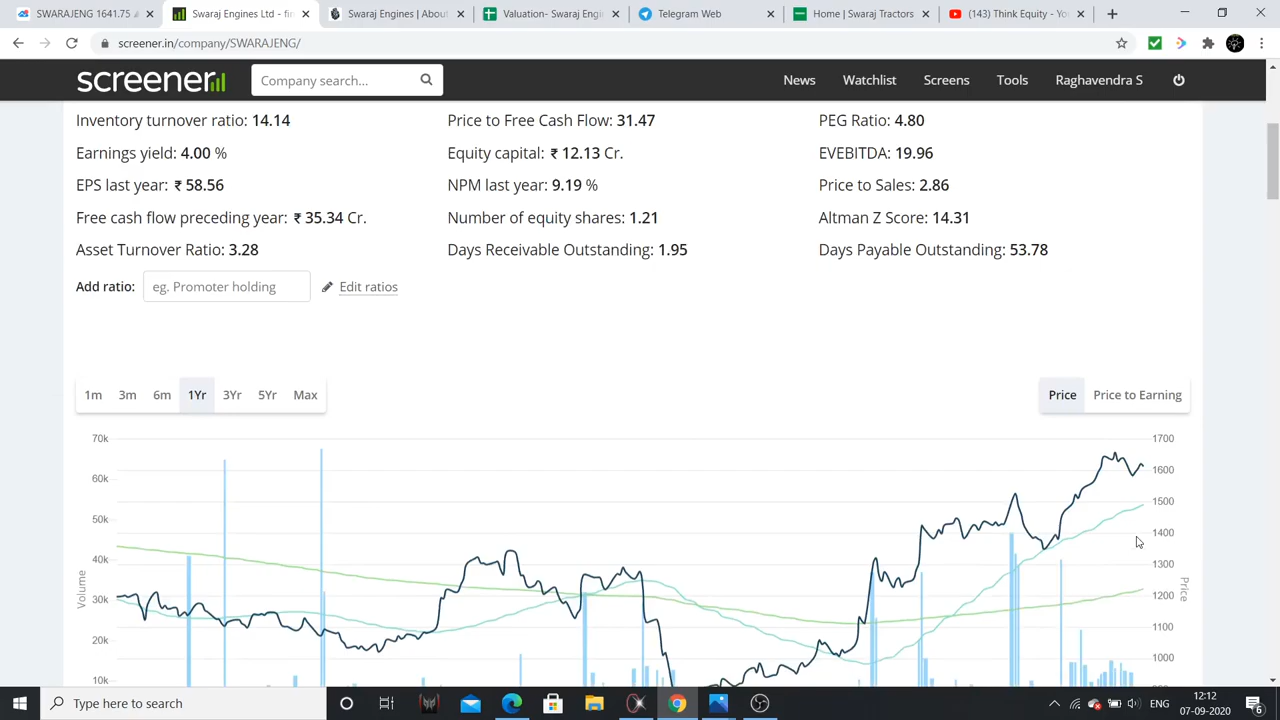 SWARAJENG 1641.75
Swaraj Engines Ltd - fin
Swaraj Engines | About
Valuation- Swaraj Engi
Telegram Web
Home | Swaraj Tractors
(143) Think Equity - Yo
screener.in/company/SWARAJENG/
screener
Company search...
News
Watchlist
Screens
Tools
Raghavendra S
Inventory turnover ratio: 14.14
Price to Free Cash Flow: 31.47
PEG Ratio: 4.80
Earnings yield: 4.00 %
Equity capital: ₹ 12.13 Cr.
EVEBITDA: 19.96
EPS last year: ₹ 58.56
NPM last year: 9.19 %
Price to Sales: 2.86
Free cash flow preceding year: ₹ 35.34 Cr.
Number of equity shares: 1.21
Altman Z Score: 14.31
Asset Turnover Ratio: 3.28
Days Receivable Outstanding: 1.95
Days Payable Outstanding: 53.78
Add ratio:
eg. Promoter holding
Edit ratios
1m 3m 6m 1Yr 3Yr 5Yr Max
Price
Price to Earning
70k
1700
60k
1600
50k
1500
40k
1400
30k
1300
20k
1200
10k
1100
1000
Volume
Price
Type here to search
ENG
12:12
07-09-2020
6